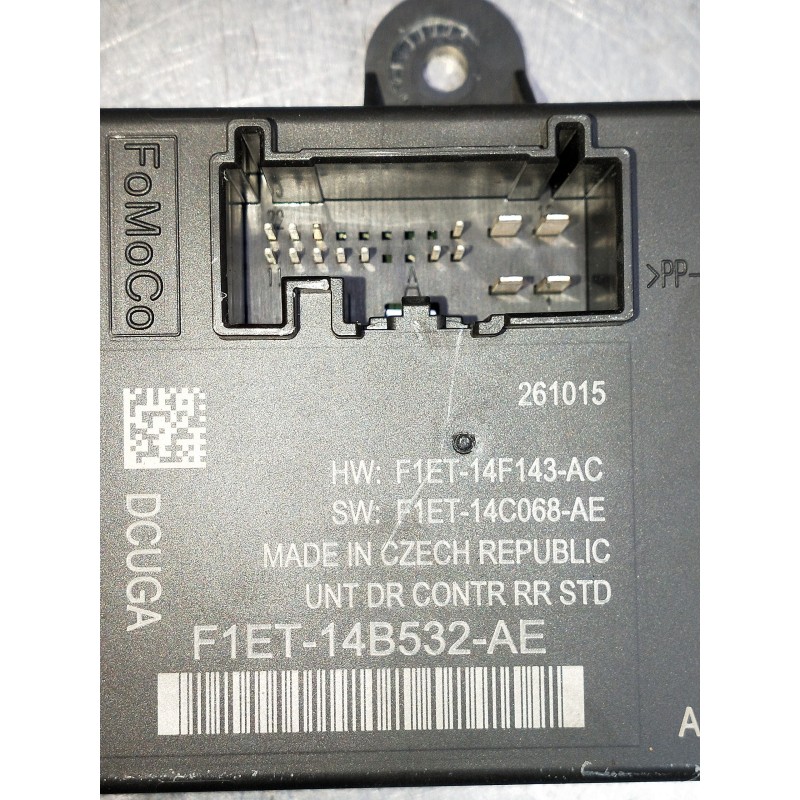 FoMoCo
A
>PP-
261015
HW: F1ET-14F143-AC
SW: F1ET-14C068-AE
MADE IN CZECH REPUBLIC
UNT DR CONTR RR STD
DCUGA
F1ET-14B532-AE
A